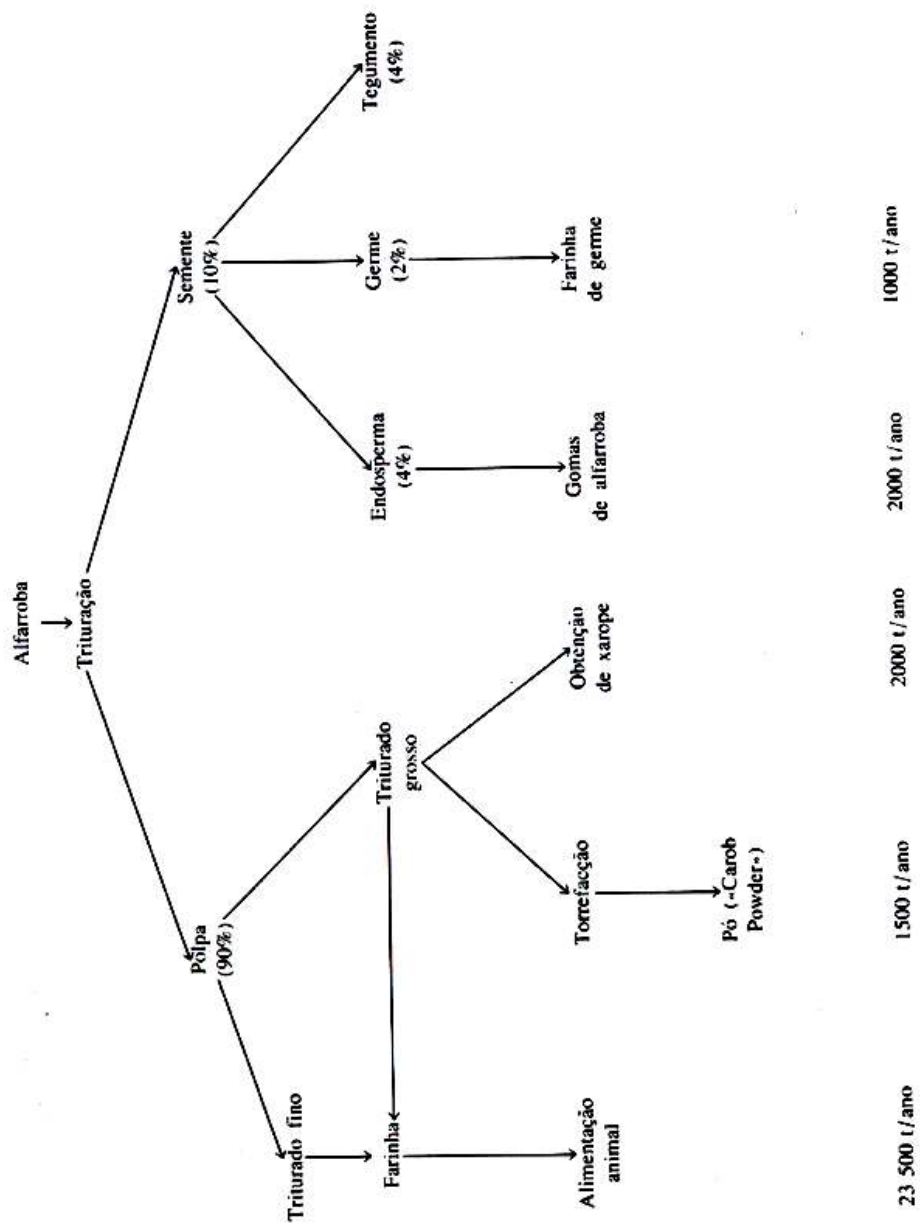 Alfarroba
Trituração
Pólpa
(90%)
Semente
(10%)
Triturado fino
Farinha
Triturado
grosso
Endosperma
(4%)
Germe
(2%)
Tegumento
(4%)
Alimentação
animal
Torrefacção
Obtenção
de xarope
Gomas
de alfarroba
Farinha
de germe
Pó (-Carob
Powder-)
23 500 t/ano
1500 t/ano
2000 t/ano
2000 t/ano
1000 t/ano